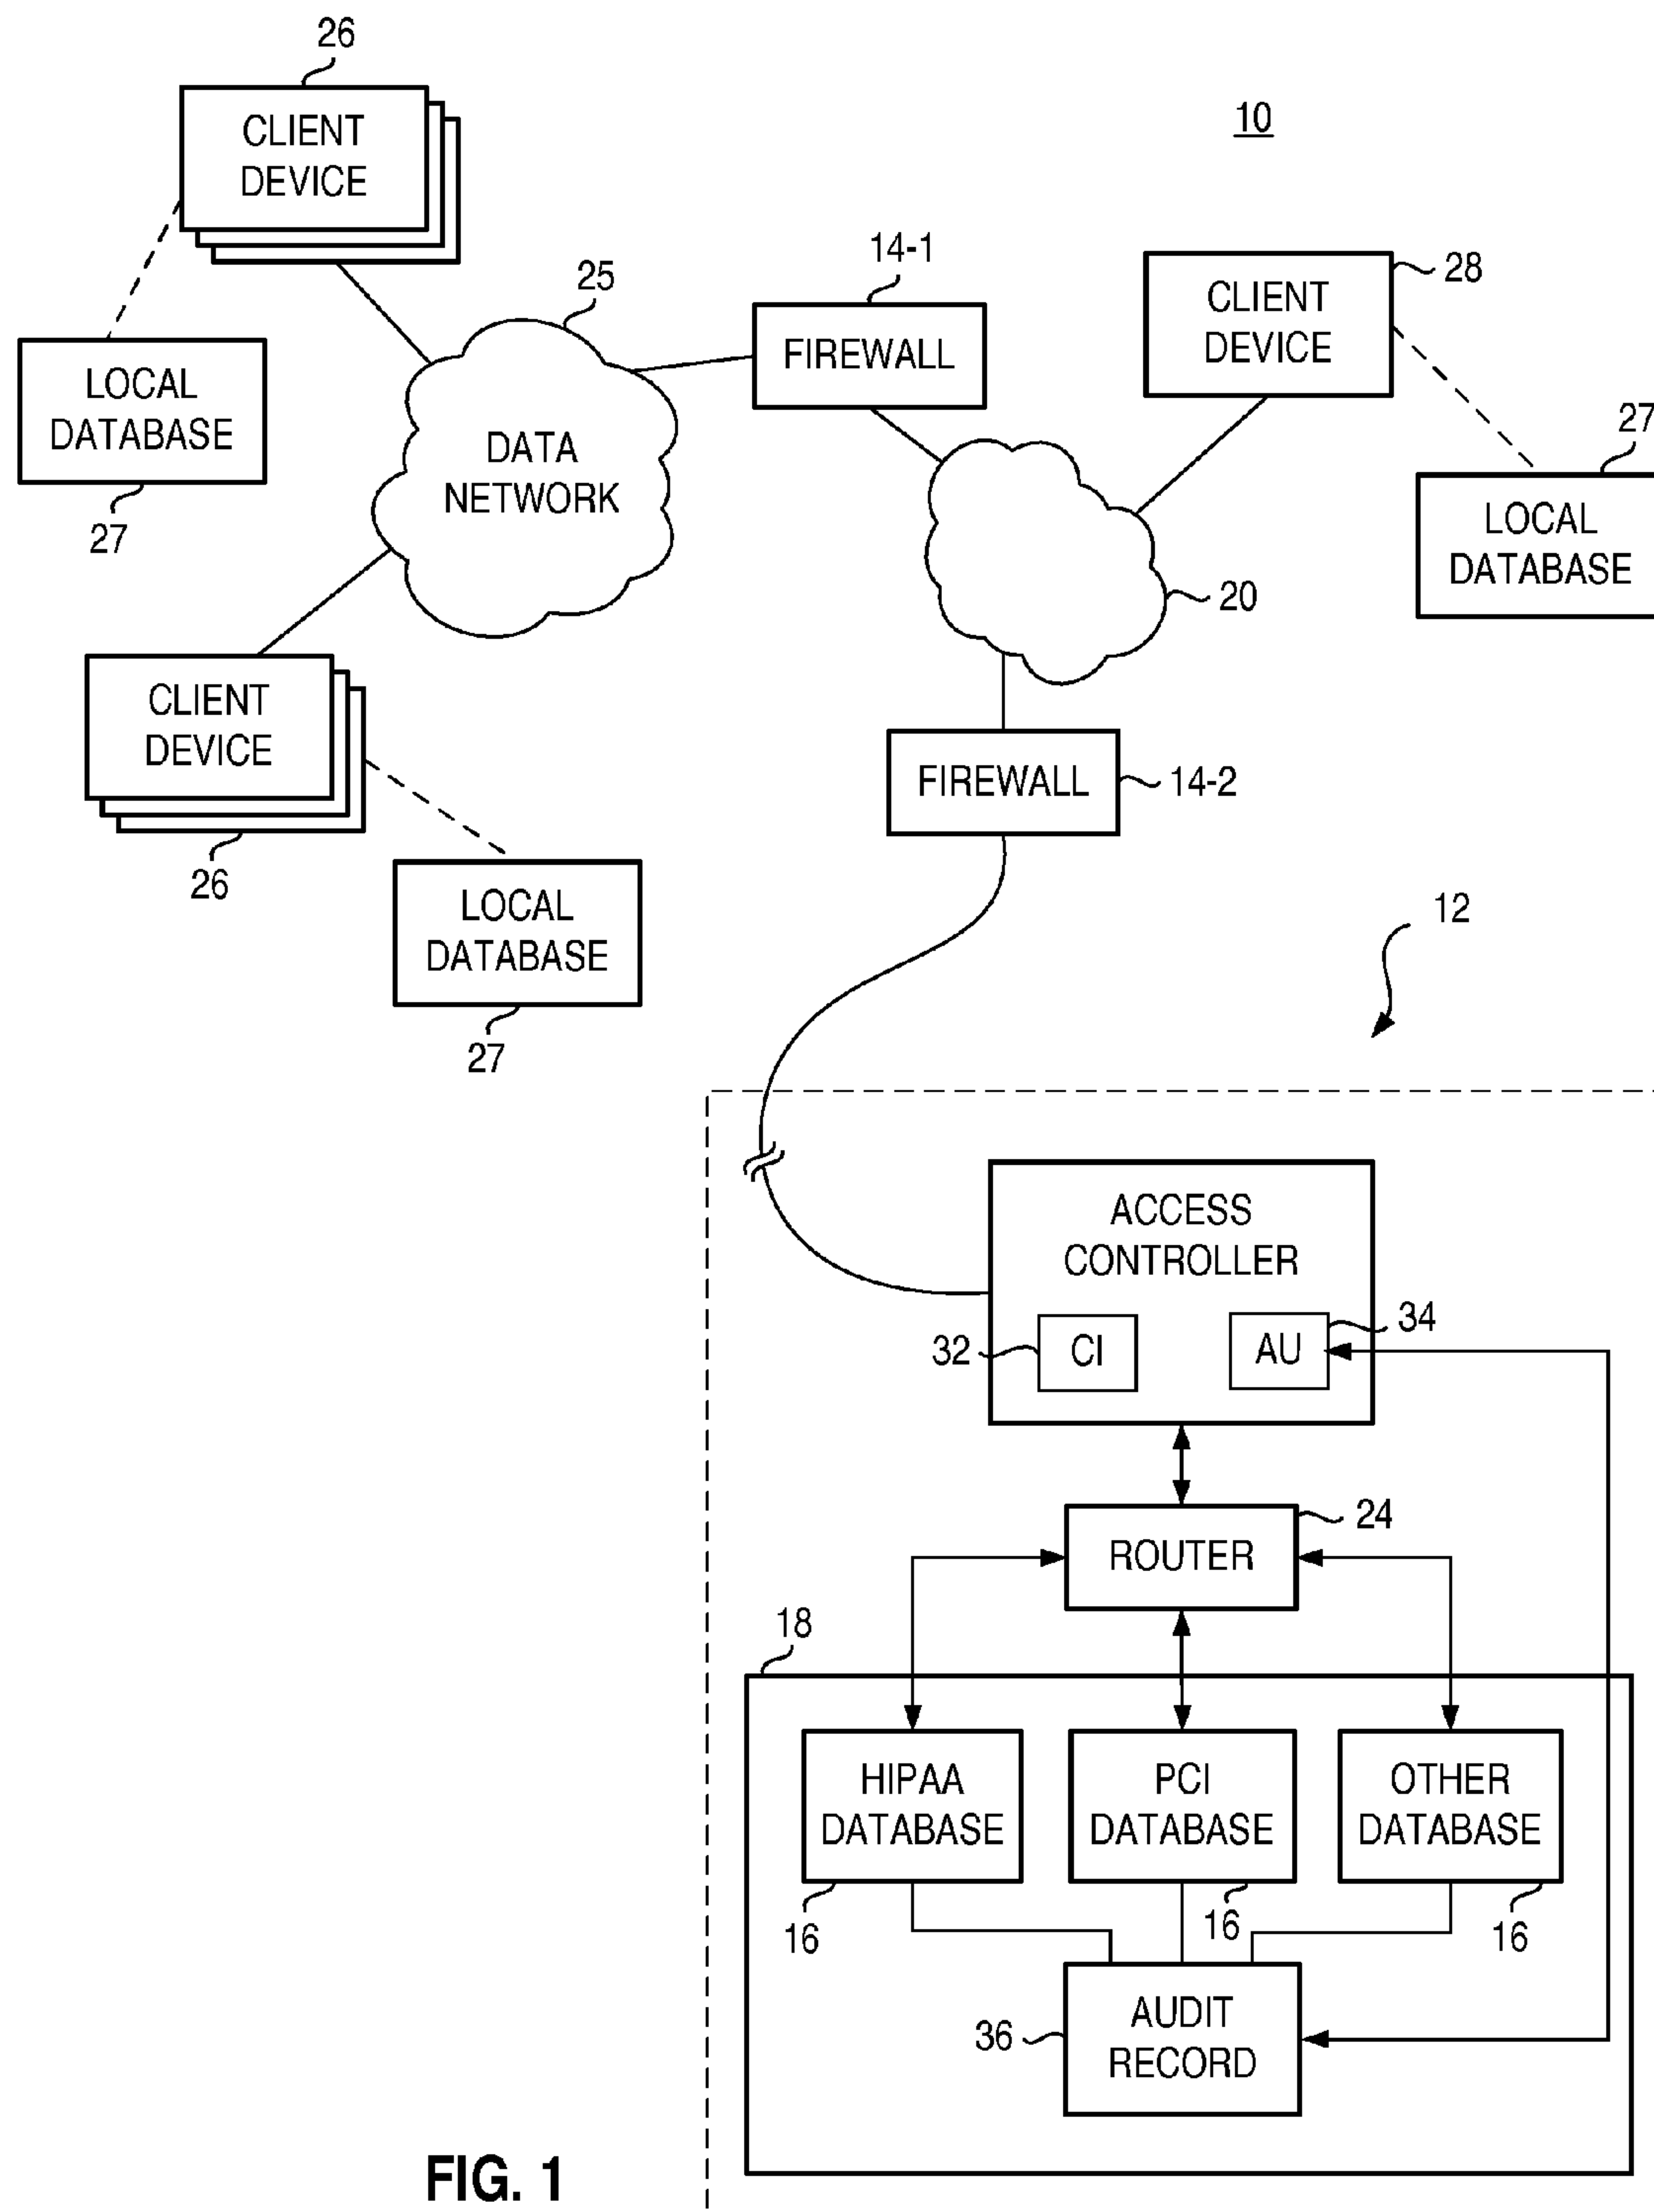 26
CLIENT
DEVICE
10
14-1
25
28
CLIENT
DEVICE
FIREWALL
LOCAL
DATABASE
27
27
DATA
NETWORK
LOCAL
DATABASE
20
CLIENT
DEVICE
26
FIREWALL
14-2
LOCAL
DATABASE
27
12
ACCESS
CONTROLLER
32
CI
AU
34
24
ROUTER
18
HIPAA
DATABASE
PCI
DATABASE
OTHER
DATABASE
16
16
16
36
AUDIT
RECORD
FIG. 1